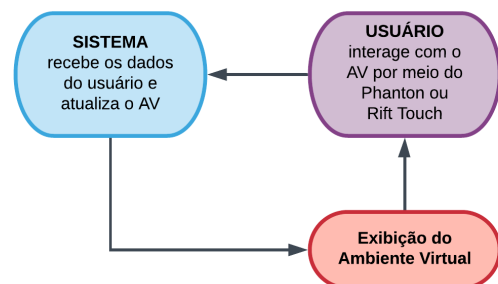 SISTEMA
recebe os dados
do usuário e
atualiza o AV
USUÁRIO
interage com o
AV por meio do
Phanton ou
Rift Touch
Exibição do
Ambiente Virtual